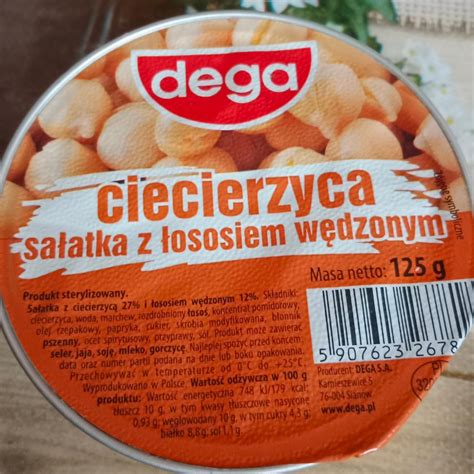 dega
ciecierzyca
sałatka z łososiem wędzonym
Masa netto: 125 g
Produkt sterylizowany.
Sałatka z ciecierzycą 27% i łososiem wędzonym 12%. Składniki:
ciecierzyca, woda, marchew, rozdrobniony łosoś, koncentrat pomidorowy,
olej rzepakowy, papryka, cukier, skrobia modyfikowana, błonnik
pszenny, ocet spirytusowy, przyprawy, sól. Produkt może zawierać:
seler, jaja, soję, mleko, gorczycę. Najlepiej spożyć przed końcem:
data oraz numer partii podana na dnie lub boku opakowania.
Przechowywać w temperaturze od 0°C do +25°C.
Wyprodukowano w Polsce. Wartość odżywcza w 100 g
produktu: Wartość energetyczna 748 kJ/179 kcal;
tłuszcz 10 g, w tym kwasy tłuszczowe nasycone
0,93 g; węglowodany 10 g, w tym cukry 4,3 g;
białko 8,8 g; sól 1,1 g.
5 907623 2678
Producent: DEGA S.A.
Karnieszewice 5
76-004 Sianów
www.dega.pl